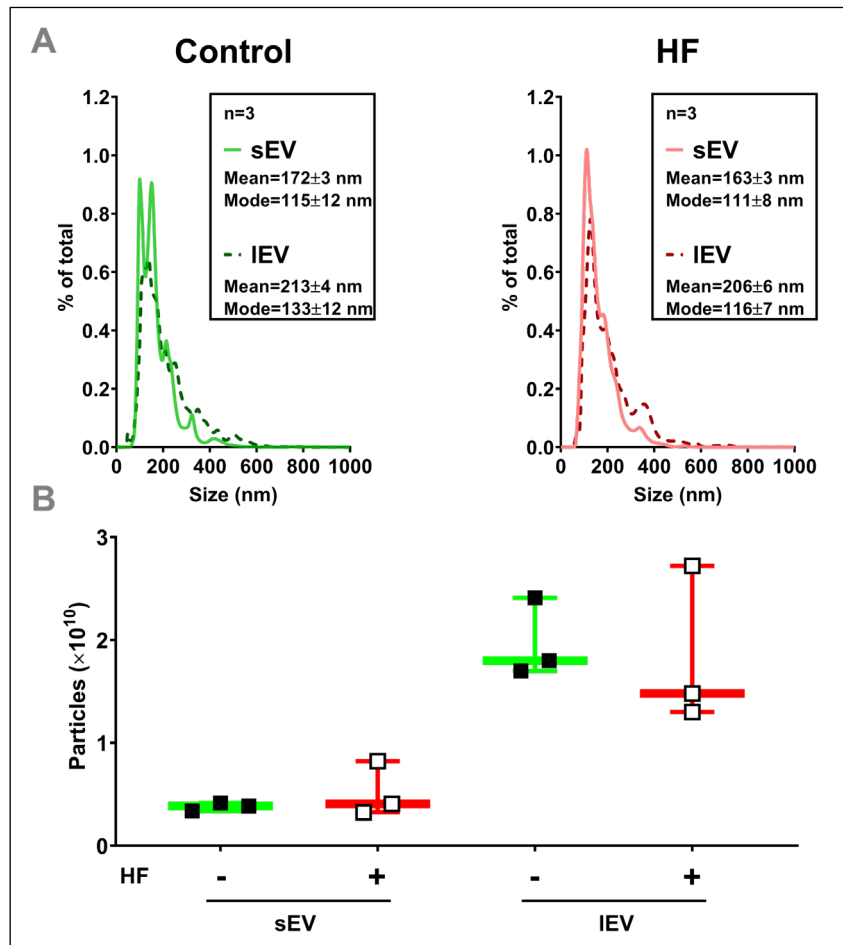 A
Control
HF
1.2
1.0
0.8
0.6
0.4
0.2
0.0
% of total
0
200
400
600
800
1000
Size (nm)
n=3
sEV
Mean=172±3 nm
Mode=115±12 nm
lEV
Mean=213±4 nm
Mode=133±12 nm
1.2
1.0
0.8
0.6
0.4
0.2
0.0
% of total
0
200
400
600
800
1000
Size (nm)
n=3
sEV
Mean=163±3 nm
Mode=111±8 nm
lEV
Mean=206±6 nm
Mode=116±7 nm
B
3
2
1
0
Particles (×10¹⁰)
HF - + - +
sEV lEV